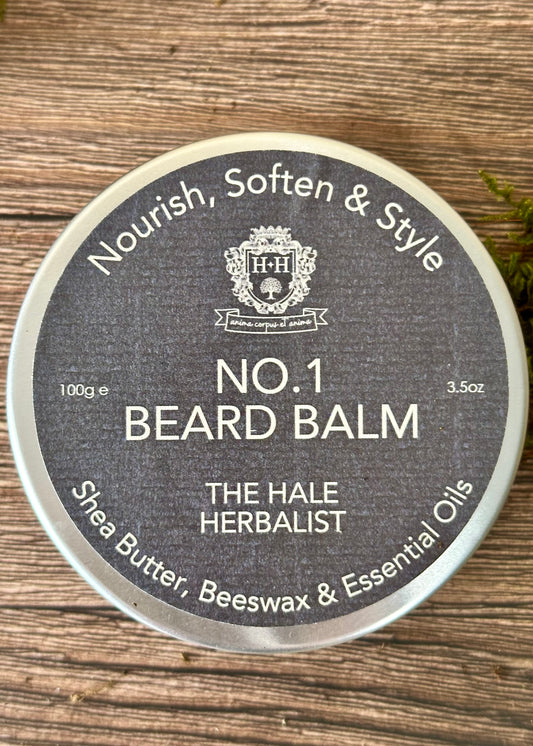 Nourish, Soften & Style
H+H
anima corpus et anima
NO.1
100g e
3.5oz
BEARD BALM
THE HALE
HERBALIST
Shea Butter, Beeswax & Essential Oils